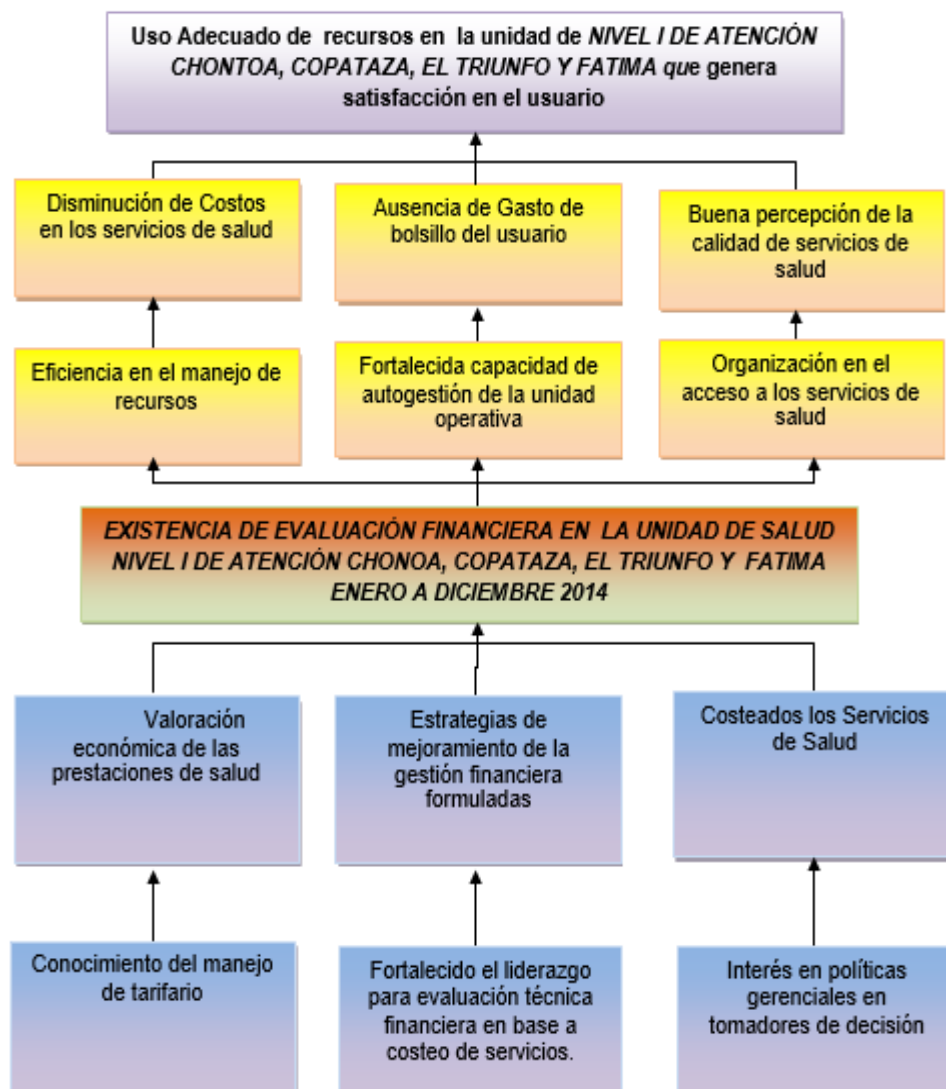 Uso Adecuado de recursos en la unidad de NIVEL I DE ATENCIÓN
CHONTOA, COPATAZA, EL TRIUNFO Y FATIMA que genera
satisfacción en el usuario
Disminución de Costos
en los servicios de salud
Ausencia de Gasto de
bolsillo del usuario
Buena percepción de la
calidad de servicios de
salud
Eficiencia en el manejo de
recursos
Fortalecida capacidad de
autogestión de la unidad
operativa
Organización en el
acceso a los servicios de
salud
EXISTENCIA DE EVALUACIÓN FINANCIERA EN LA UNIDAD DE SALUD
NIVEL I DE ATENCIÓN CHONOA, COPATAZA, EL TRIUNFO Y FATIMA
ENERO A DICIEMBRE 2014
Valoración
económica de las
prestaciones de salud
Estrategias de
mejoramiento de la
gestión financiera
formuladas
Costeados los Servicios
de Salud
Conocimiento del manejo
de tarifario
Fortalecido el liderazgo
para evaluación técnica
financiera en base a
costeo de servicios.
Interés en políticas
gerenciales en
tomadores de decisión